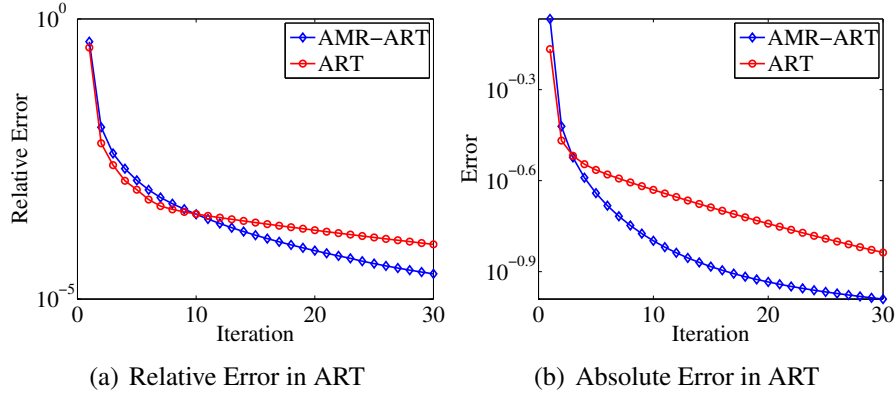 10^0
AMR−ART
ART
Relative Error
10^−5
0
10
20
30
Iteration
(a) Relative Error in ART
AMR−ART
ART
10^−0.3
Error
10^−0.6
10^−0.9
0
10
20
30
Iteration
(b) Absolute Error in ART